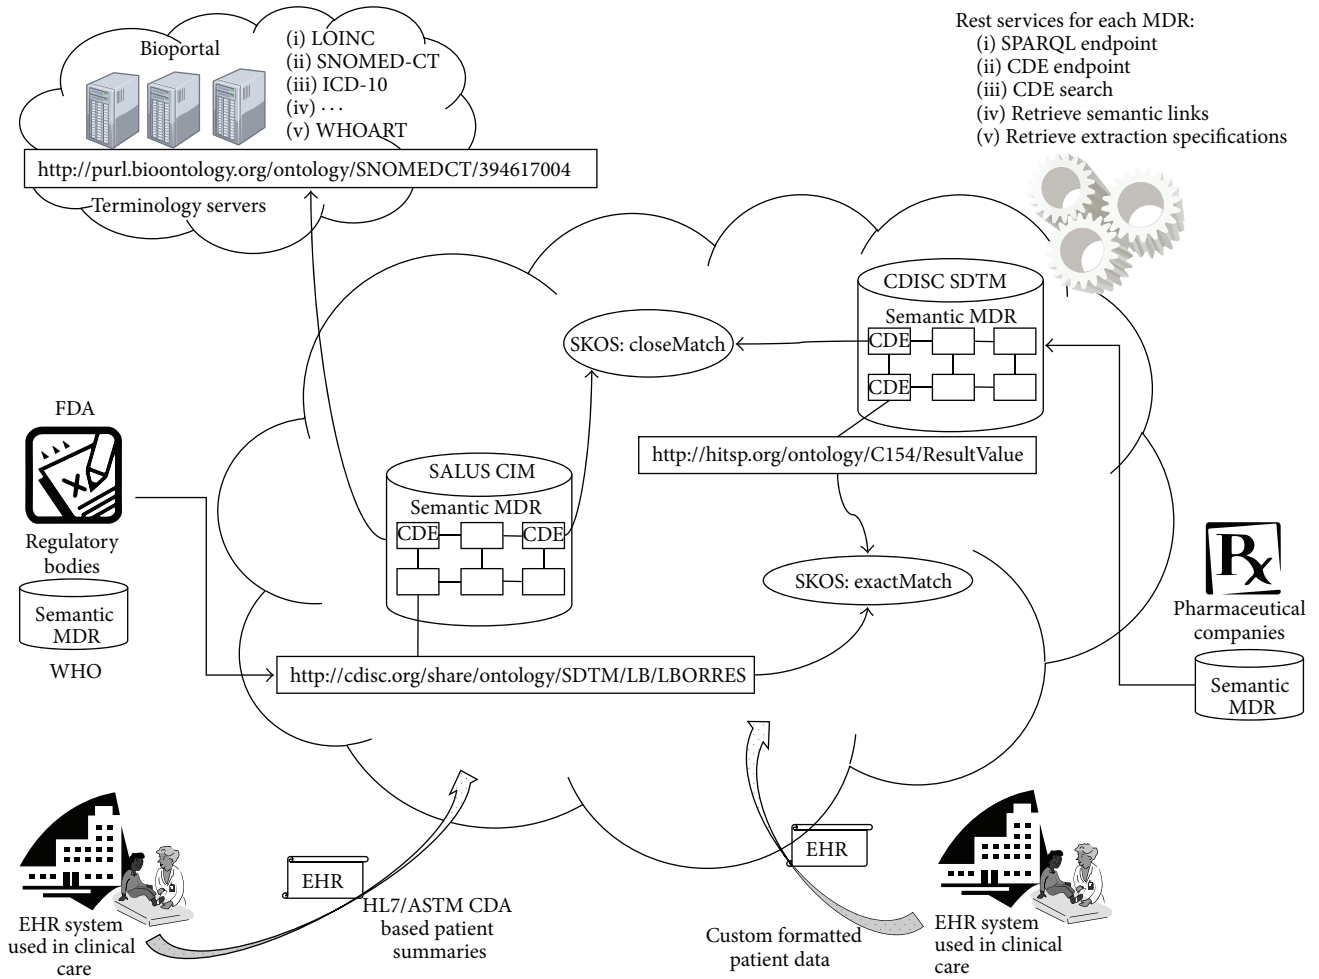 Bioportal
(i) LOINC
(ii) SNOMED-CT
(iii) ICD-10
(iv) ···
(v) WHOART
http://purl.bioontology.org/ontology/SNOMEDCT/394617004
Terminology servers
Rest services for each MDR:
(i) SPARQL endpoint
(ii) CDE endpoint
(iii) CDE search
(iv) Retrieve semantic links
(v) Retrieve extraction specifications
CDISC SDTM
Semantic MDR
CDE
CDE
SKOS: closeMatch
http://hitsp.org/ontology/C154/ResultValue
SALUS CIM
Semantic MDR
CDE
CDE
SKOS: exactMatch
http://cdisc.org/share/ontology/SDTM/LB/LBORRES
FDA
Regulatory
bodies
Semantic
MDR
WHO
Rx
Pharmaceutical
companies
Semantic
MDR
EHR
HL7/ASTM CDA
based patient
summaries
EHR system
used in clinical
care
EHR
Custom formatted
patient data
EHR system
used in clinical
care